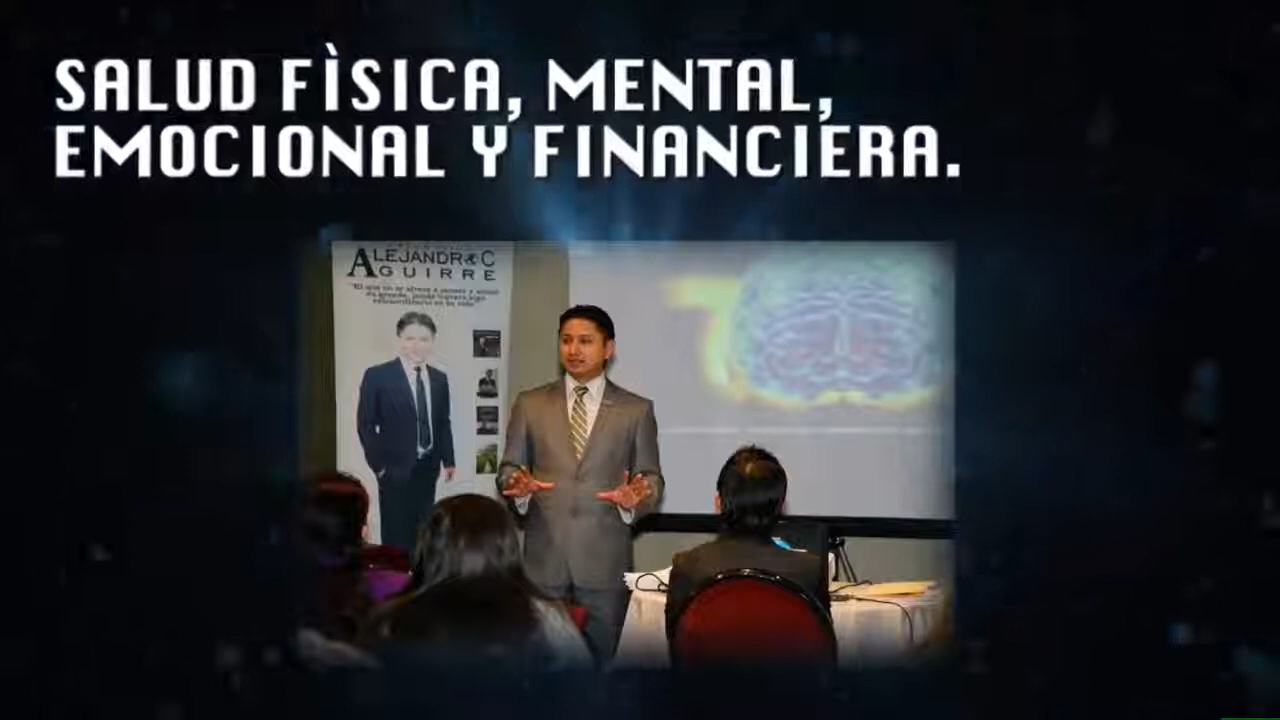 SALUD FÌSICA, MENTAL,
EMOCIONAL Y FINANCIERA.
ALEJANDRO C
AGUIRRE